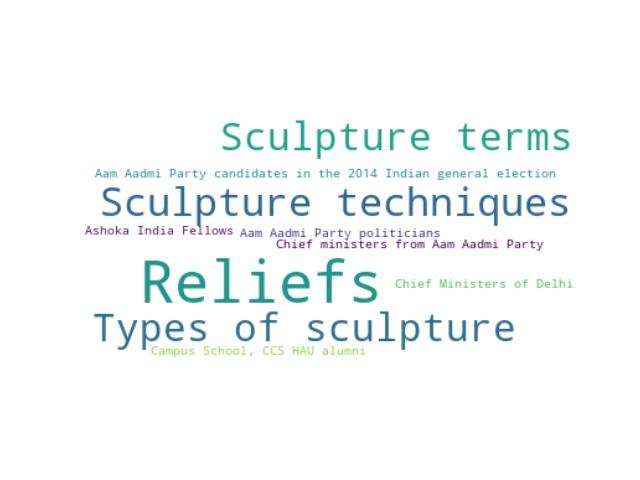 Sculpture terms
Aam Aadmi Party candidates in the 2014 Indian general election
Sculpture techniques
Ashoka India Fellows
Aam Aadmi Party politicians
Chief ministers from Aam Aadmi Party
Reliefs
Chief Ministers of Delhi
Types of sculpture
Campus School, CCS HAU alumni